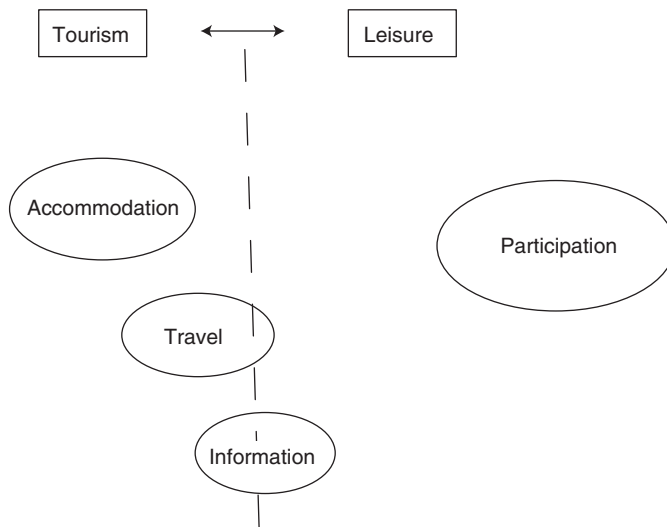 Tourism
Leisure
Accommodation
Participation
Travel
Information